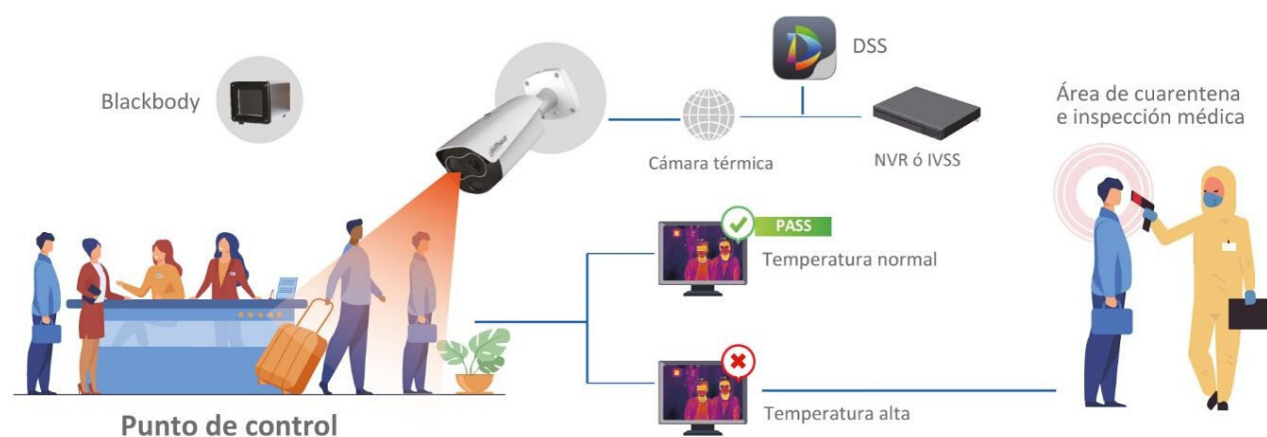 Blackbody
DSS
Cámara térmica
NVR ó IVSS
Área de cuarentena
e inspección médica
PASS
Temperatura normal
Temperatura alta
Punto de control
alhua